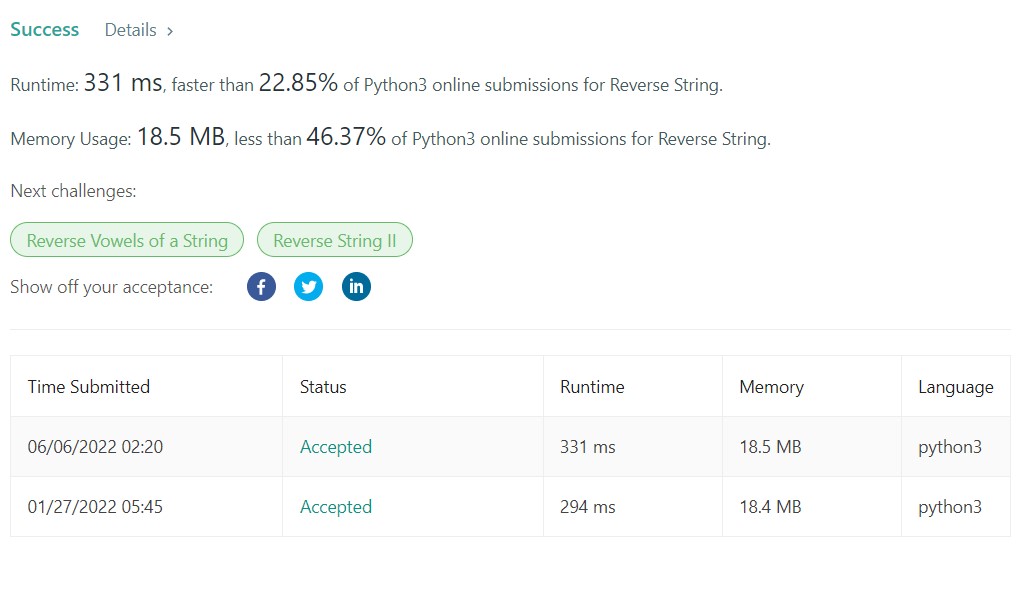 Success Details >
Runtime: 331 ms, faster than 22.85% of Python3 online submissions for Reverse String.
Memory Usage: 18.5 MB, less than 46.37% of Python3 online submissions for Reverse String.
Next challenges:
Reverse Vowels of a String Reverse String II
Show off your acceptance: f in
Time Submitted Status Runtime Memory Language
06/06/2022 02:20 Accepted 331 ms 18.5 MB python3
01/27/2022 05:45 Accepted 294 ms 18.4 MB python3